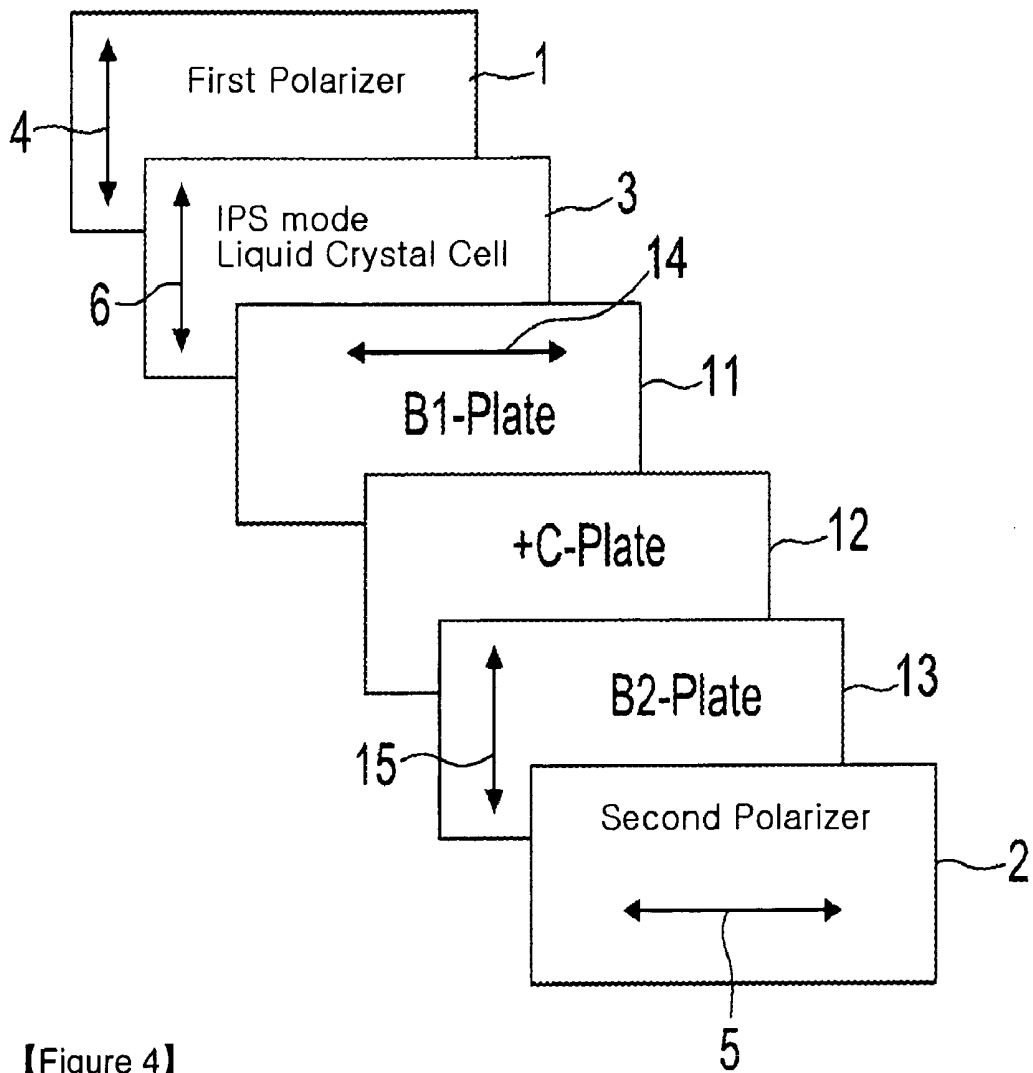 First Polarizer
1
4
IPS mode
Liquid Crystal Cell
3
6
14
B1-Plate
11
+C-Plate
12
B2-Plate
13
15
Second Polarizer
2
5
【Figure 4】